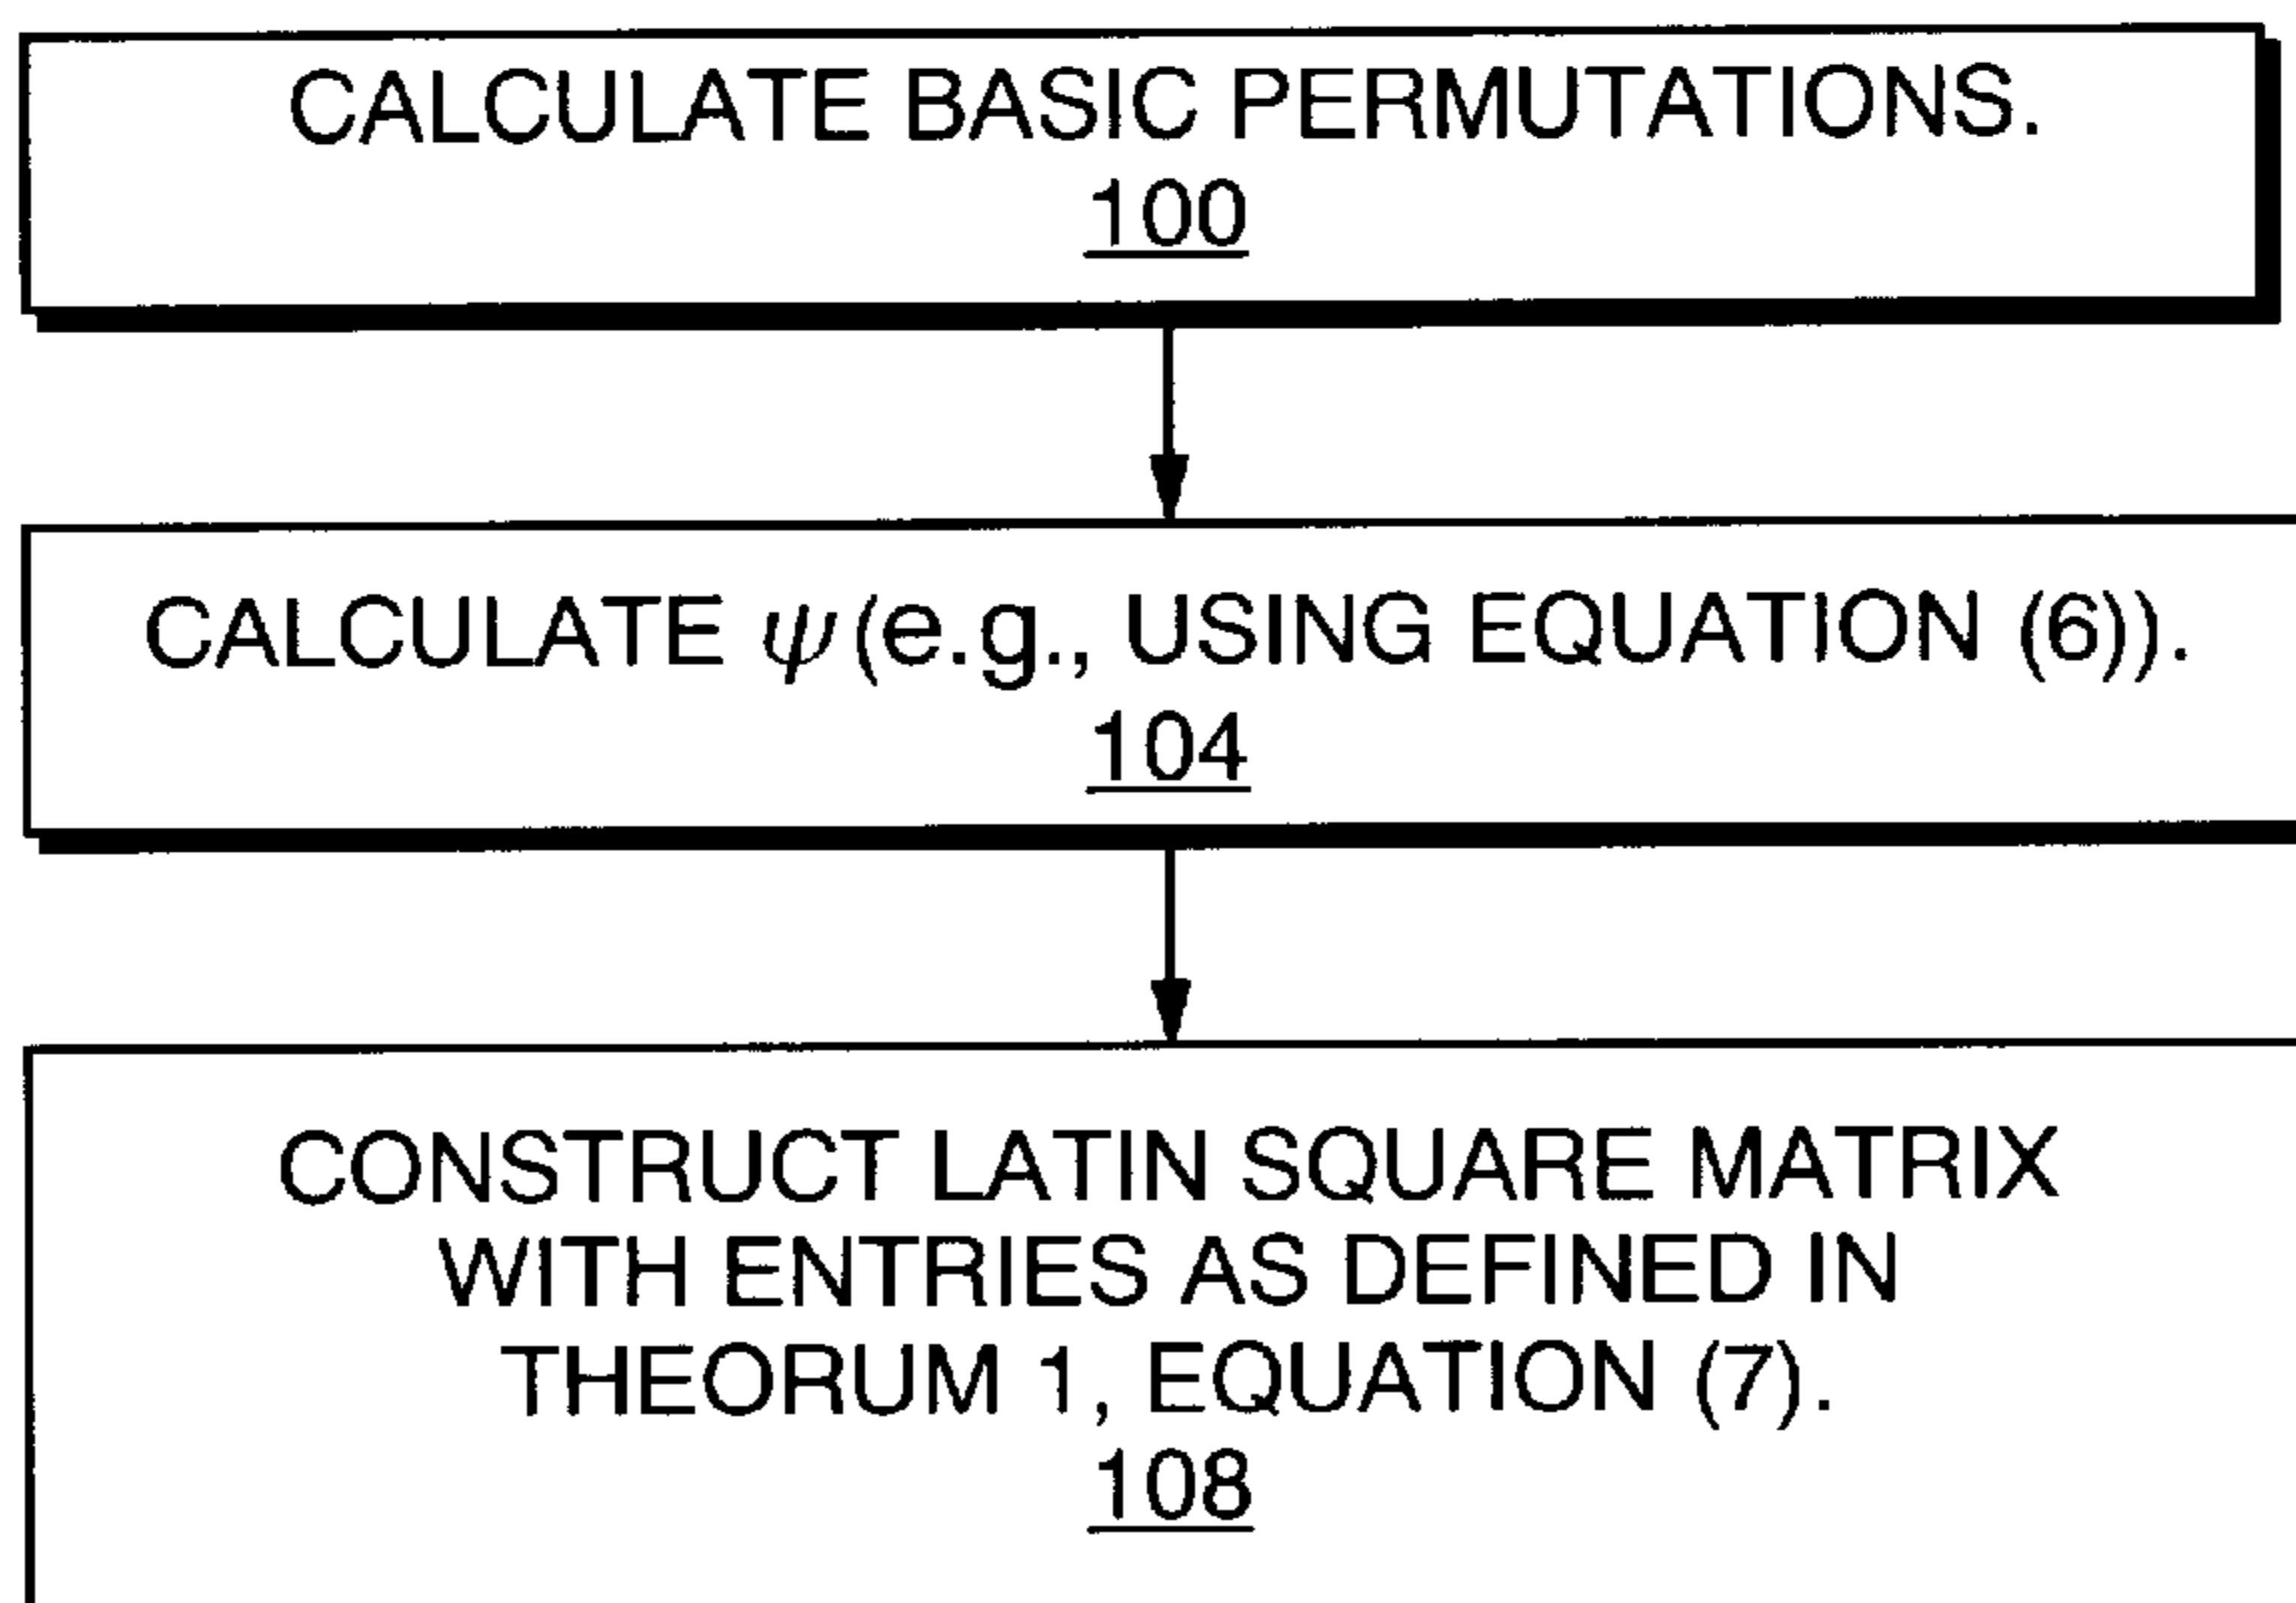 CALCULATE BASIC PERMUTATIONS.
100
CALCULATE ψ(e.g., USING EQUATION (6)).
104
CONSTRUCT LATIN SQUARE MATRIX
WITH ENTRIES AS DEFINED IN
THEORUM 1, EQUATION (7).
108